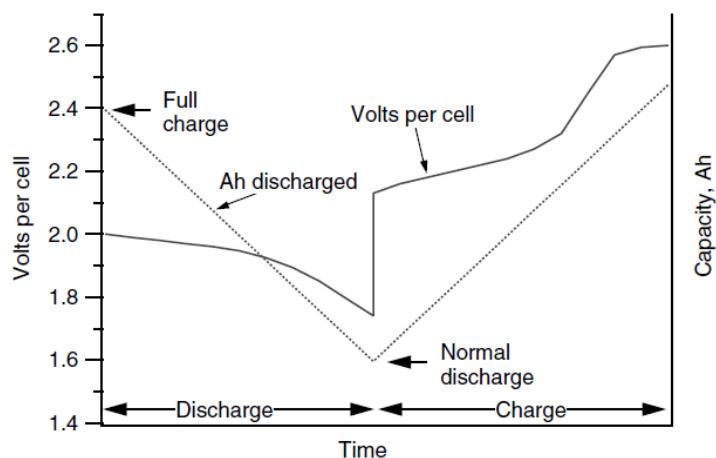 2.6
2.4
2.2
2.0
1.8
1.6
1.4
Volts per cell
Full
charge
Ah discharged
Volts per cell
Normal
discharge
Discharge
Charge
Time
Capacity, Ah